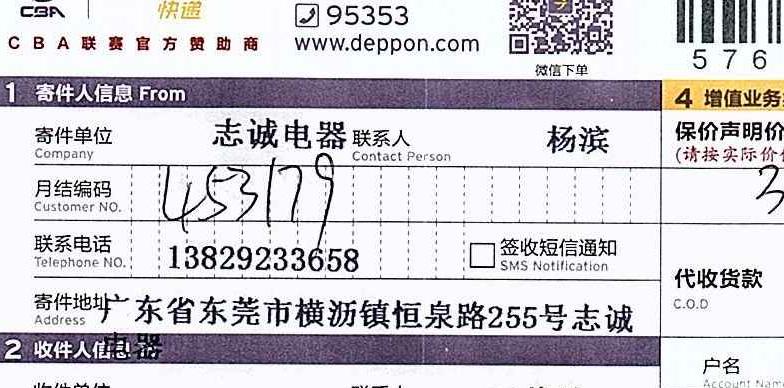 CBA 快递 95353
CBA联赛官方赞助商 www.deppon.com
微信下单
576
1 寄件人信息 From
4 增值业务
寄件单位 志诚电器 联系人 杨滨
Company Contact Person
保价声明价
(请按实际价
月结编码 453179
Customer NO.
3
联系电话 13829233658 签收短信通知
Telephone NO. SMS Notification
代收货款
C.O.D
寄件地址 广东省东莞市横沥镇恒泉路255号志诚
Address
电器
2 收件人信息
户名
Account Name